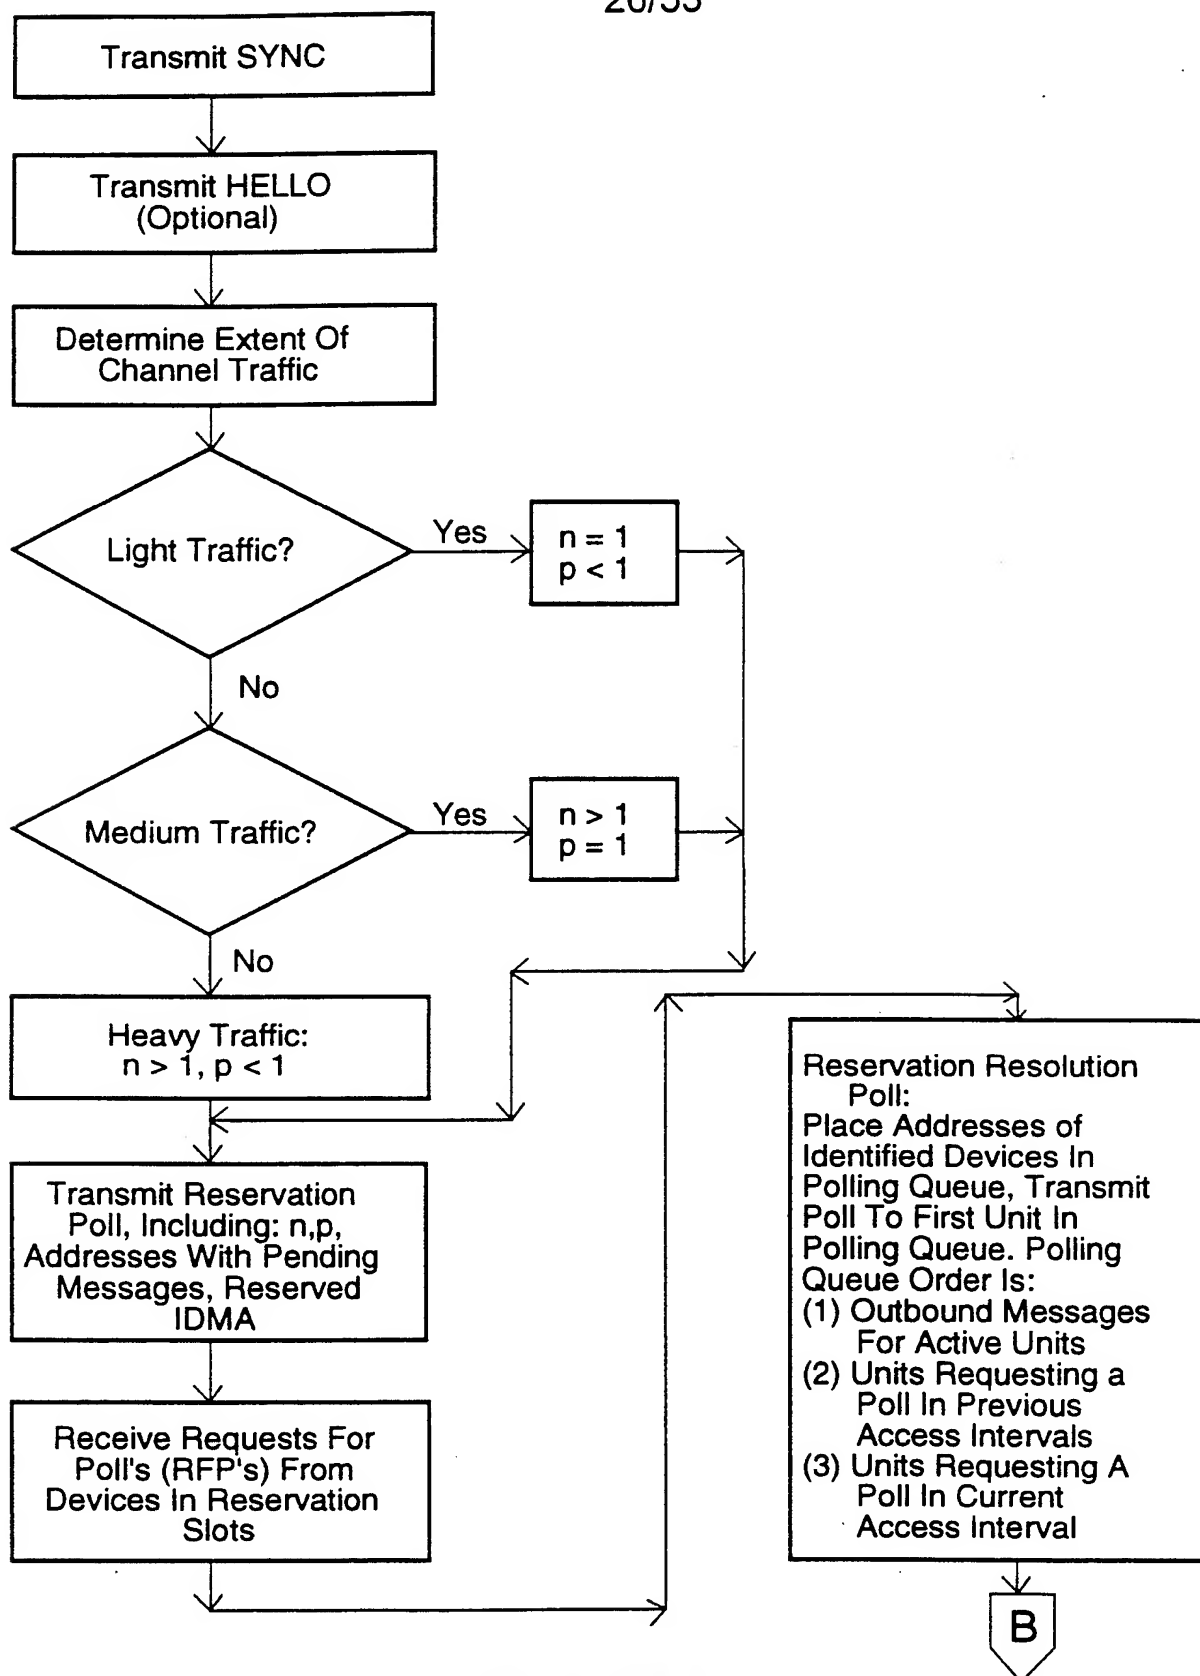 Transmit SYNC
Transmit HELLO
(Optional)
Determine Extent Of
Channel Traffic
Light Traffic?
Yes
n = 1
p < 1
No
Medium Traffic?
Yes
n > 1
p = 1
No
Heavy Traffic:
n > 1, p < 1
Transmit Reservation
Poll, Including: n,p,
Addresses With Pending
Messages, Reserved
IDMA
Receive Requests For
Poll's (RFP's) From
Devices In Reservation
Slots
Reservation Resolution
Poll:
Place Addresses of
Identified Devices In
Polling Queue, Transmit
Poll To First Unit In
Polling Queue. Polling
Queue Order Is:
(1) Outbound Messages
For Active Units
(2) Units Requesting a
Poll In Previous
Access Intervals
(3) Units Requesting A
Poll In Current
Access Interval
B